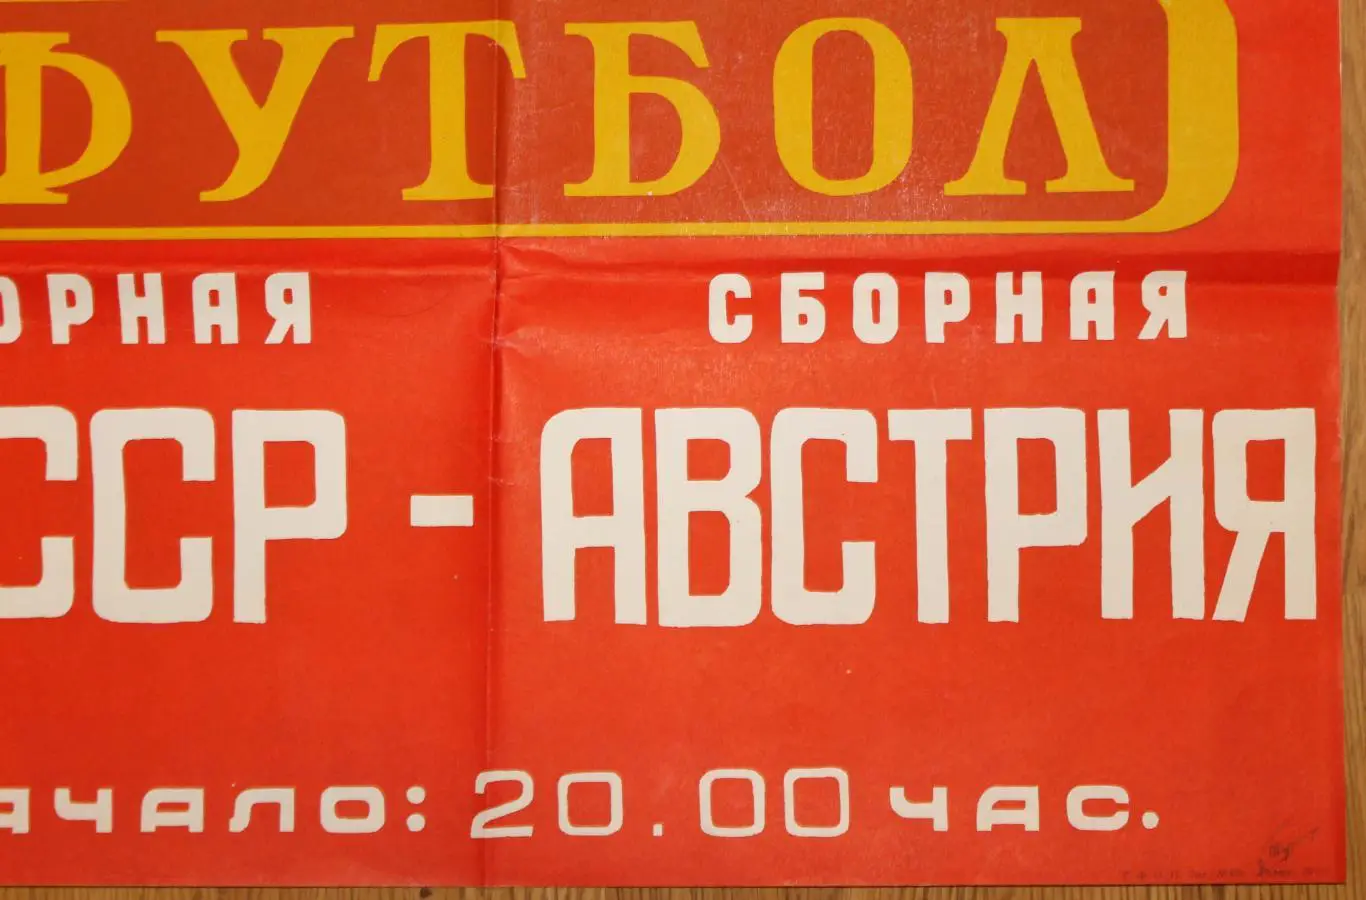 ФУТБОЛ
ОРНАЯ СБОРНАЯ
ССР - АВСТРИЯ
АЧАЛО: 20.00 ЧАС.